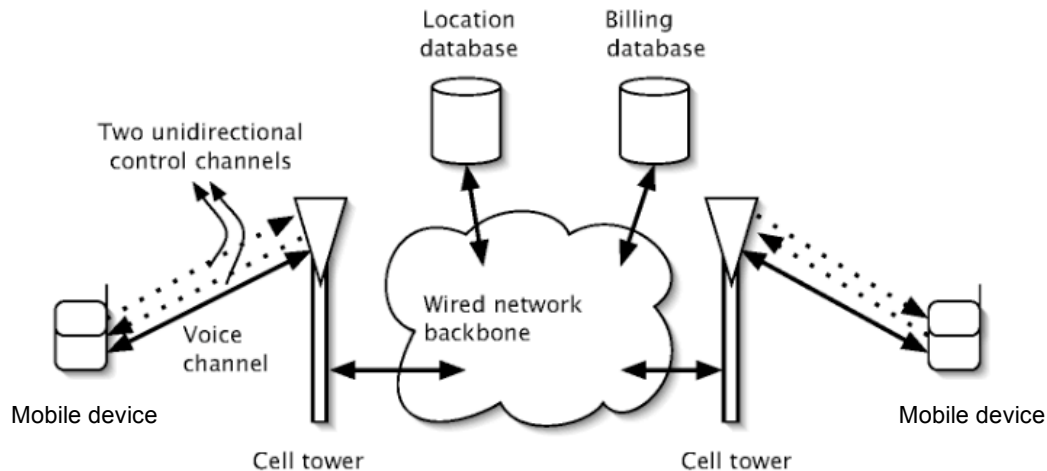 Location
database
Billing
database
Two unidirectional
control channels
Wired network
backbone
Voice
channel
Mobile device
Mobile device
Cell tower
Cell tower